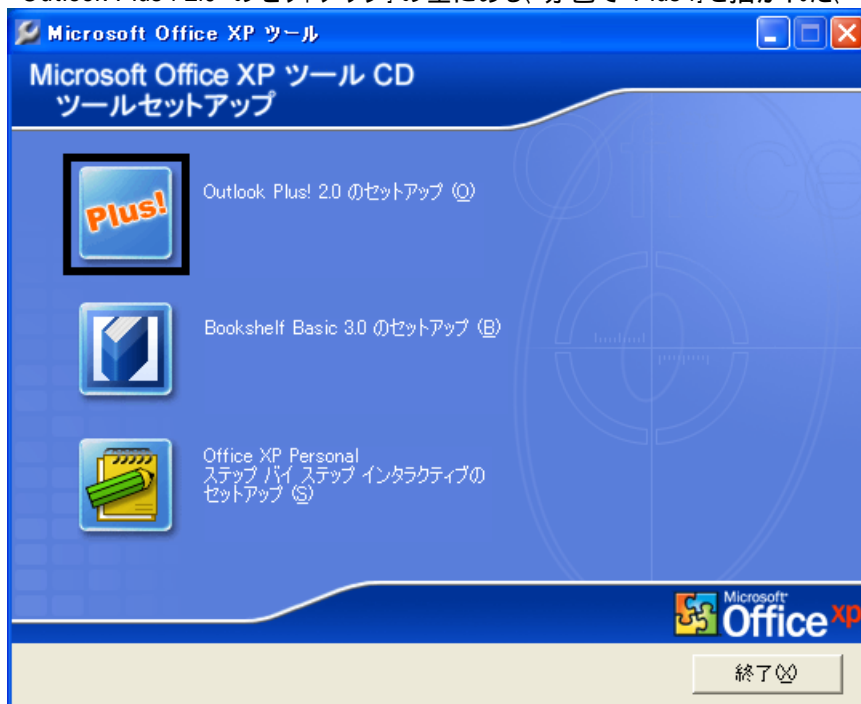 Microsoft Office XP ツール
Microsoft Office XP ツール CD
ツールセットアップ
Plus!
Outlook Plus! 2.0 のセットアップ (O)
Bookshelf Basic 3.0 のセットアップ (B)
Office XP Personal
ステップ バイ ステップ インタラクティブの
セットアップ (S)
Office
Microsoft
Office xp
終了(X)